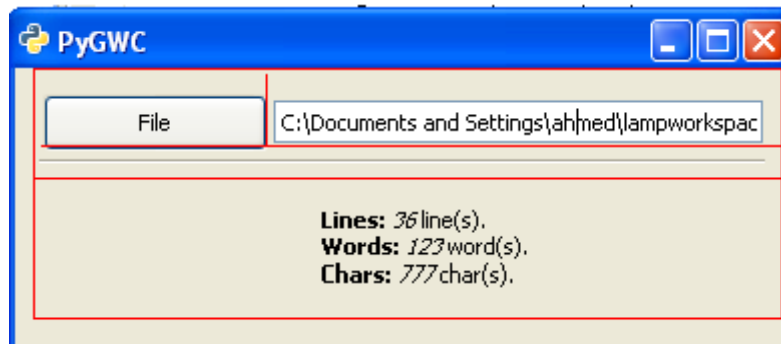 PyGWC
File C:\Documents and Settings\ahmed\lampworkspac
Lines: 36 line(s).
Words: 123 word(s).
Chars: 777 char(s).